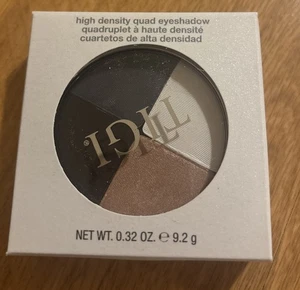 high density quad eyeshadow
quadruplet à haute densité
cuartetos de alta densidad
TIGI
NET WT. 0.32 OZ. ℮ 9.2 g